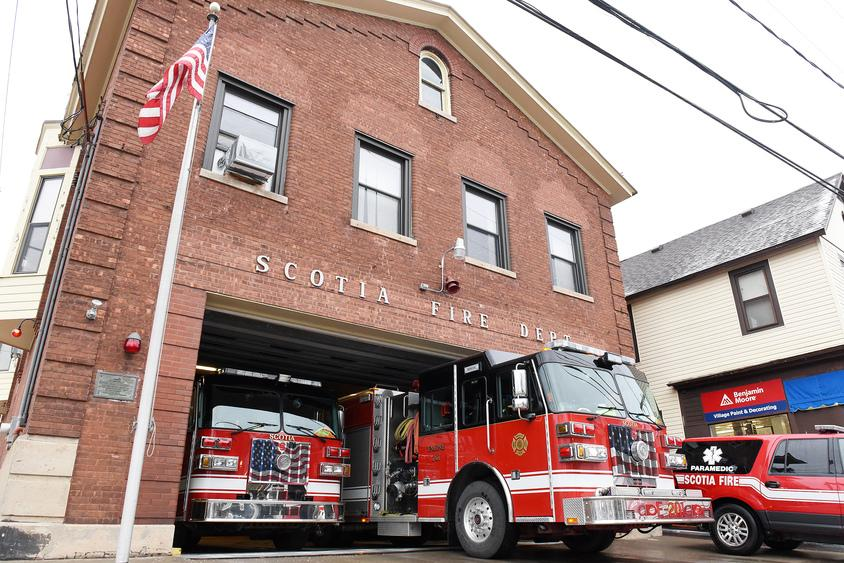 SCOTIA FIRE DEPT
SCOTIA
Benjamin
Moore
Village Paint & Decorating
PARAMEDIC
SCOTIA FIRE